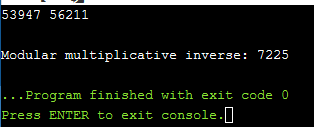 53947 56211
Modular multiplicative inverse: 7225
...Program finished with exit code 0
Press ENTER to exit console.